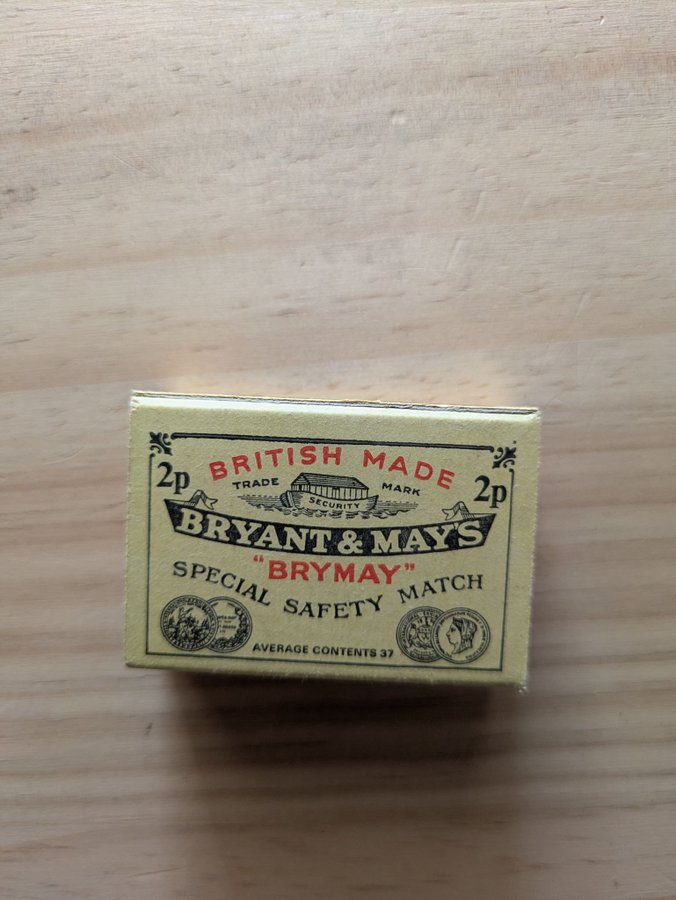 BRITISH MADE
2p TRADE MARK 2p
SECURITY
BRYANT & MAY'S
"BRYMAY"
SPECIAL SAFETY MATCH
AVERAGE CONTENTS 37